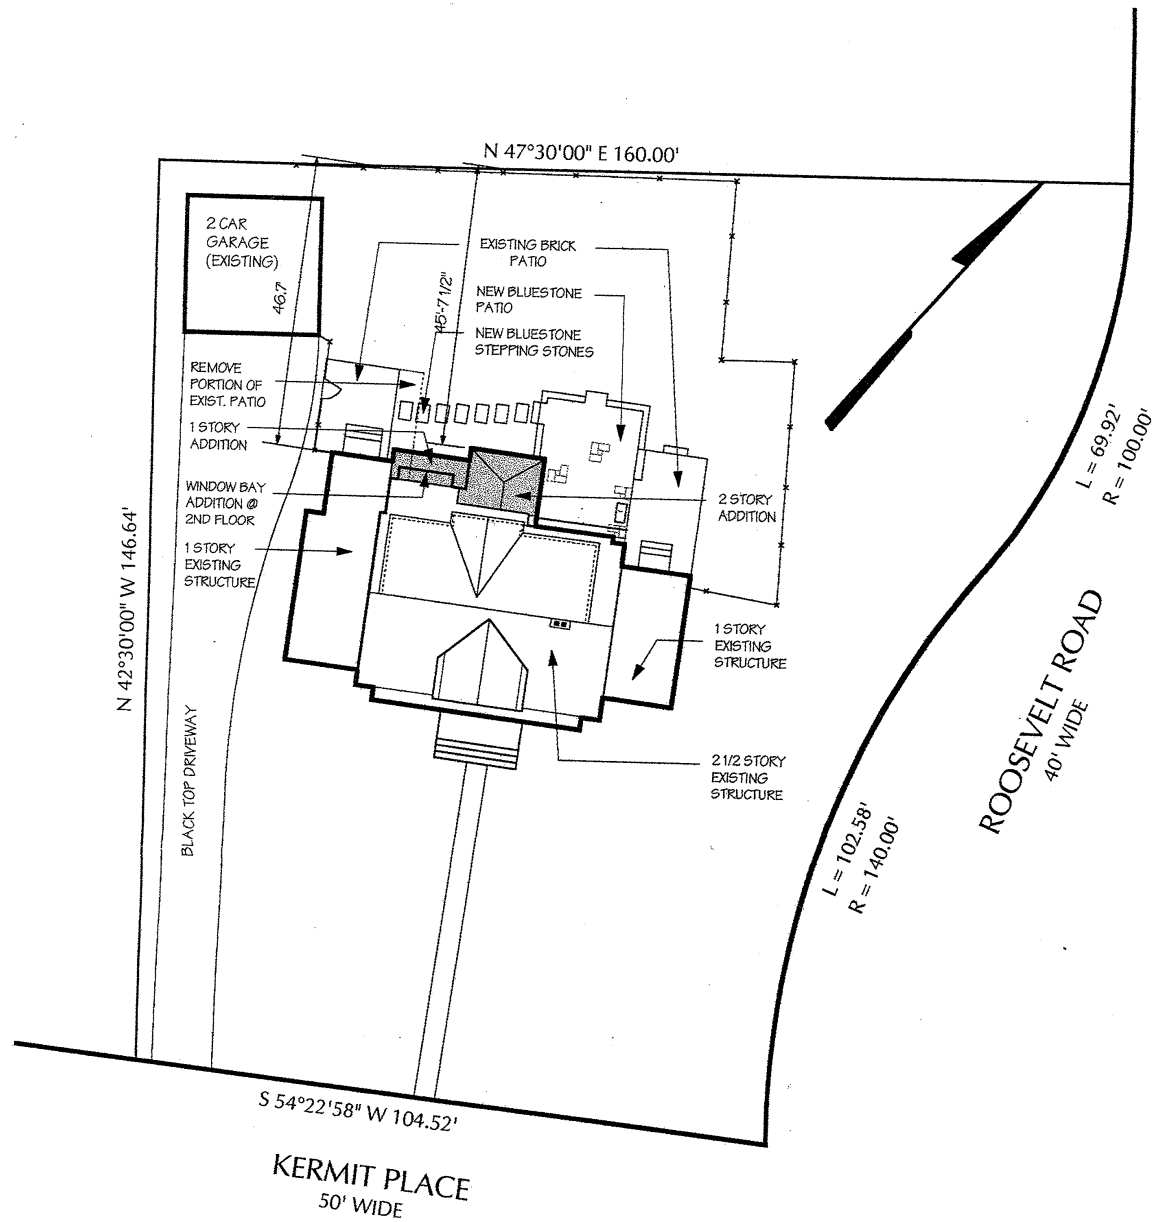 N 47°30'00" E 160.00'
2 CAR
GARAGE
(EXISTING)
46.7
EXISTING BRICK
PATIO
45'-7 1/2"
NEW BLUESTONE
PATIO
NEW BLUESTONE
STEPPING STONES
REMOVE
PORTION OF
EXIST. PATIO
1 STORY
ADDITION
WINDOW BAY
ADDITION @
2ND FLOOR
1 STORY
EXISTING
STRUCTURE
2 STORY
ADDITION
L = 69.92'
R = 100.00'
N 42°30'00" W 146.64'
1 STORY
EXISTING
STRUCTURE
ROOSEVELT ROAD
40' WIDE
BLACK TOP DRIVEWAY
2 1/2 STORY
EXISTING
STRUCTURE
L = 102.58'
R = 140.00'
S 54°22'58" W 104.52'
KERMIT PLACE
50' WIDE